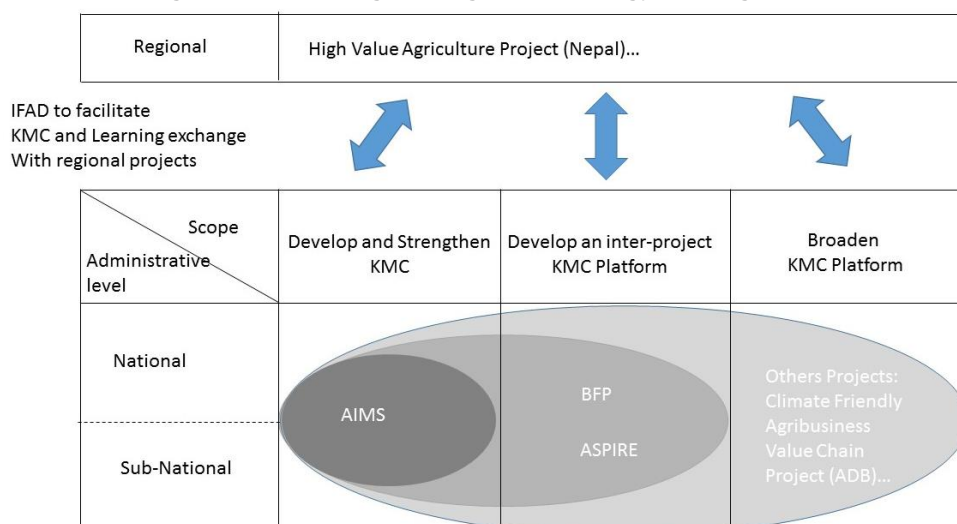 Regional
High Value Agriculture Project (Nepal)...
IFAD to facilitate
KMC and Learning exchange
With regional projects
Scope
Administrative
level
Develop and Strengthen
KMC
Develop an inter-project
KMC Platform
Broaden
KMC Platform
National
Sub-National
AIMS
BFP
ASPIRE
Others Projects:
Climate Friendly
Agribusiness
Value Chain
Project (ADB)...